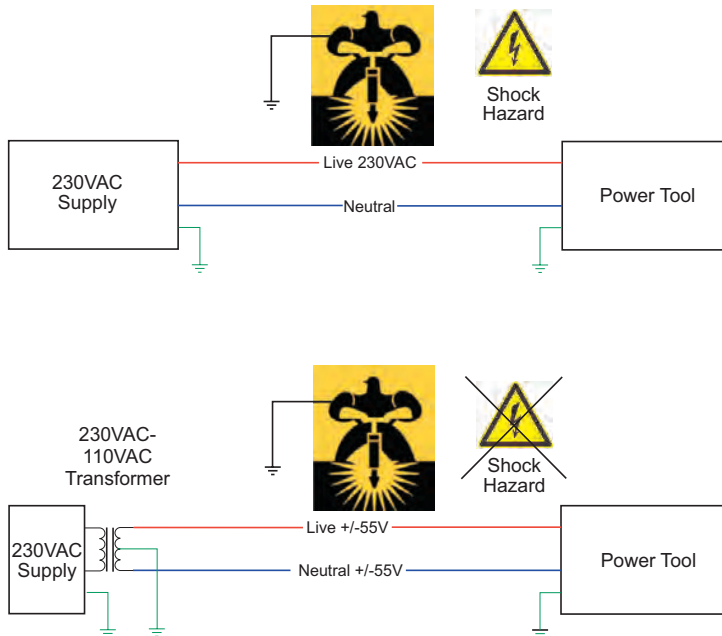 Shock
Hazard
Live 230VAC
230VAC
Supply
Neutral
Power Tool
230VAC-
110VAC
Transformer
Shock
Hazard
Live +/-55V
230VAC
Supply
Neutral +/-55V
Power Tool